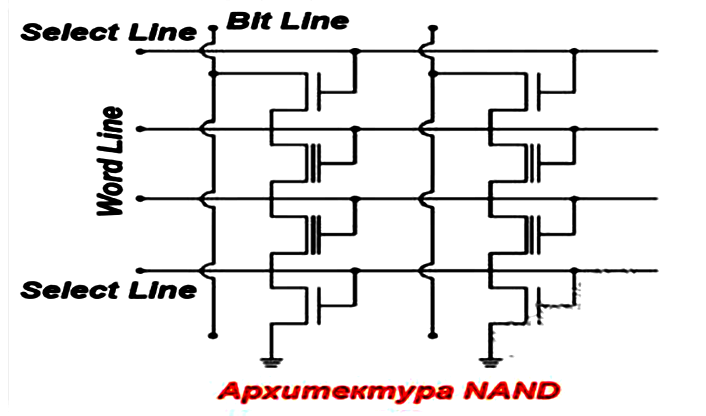 Bit Line
Select Line
Word Line
Select Line
Архитектура NAND